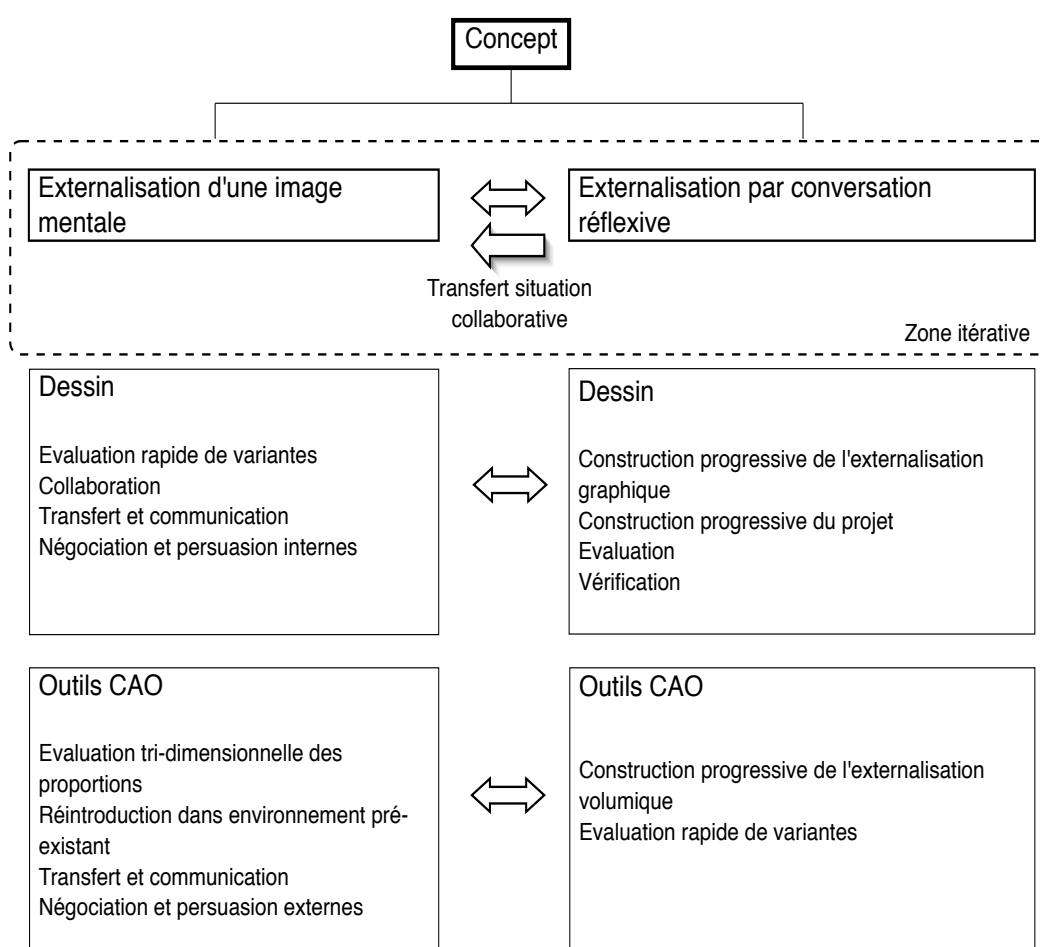 Concept
Externalisation d'une image
mentale
Externalisation par conversation
réflexive
Transfert situation
collaborative
Zone itérative
Dessin
Evaluation rapide de variantes
Collaboration
Transfert et communication
Négociation et persuasion internes
Dessin
Construction progressive de l'externalisation
graphique
Construction progressive du projet
Evaluation
Vérification
Outils CAO
Evaluation tri-dimensionnelle des
proportions
Réintroduction dans environnement pré-
existant
Transfert et communication
Négociation et persuasion externes
Outils CAO
Construction progressive de l'externalisation
volumique
Evaluation rapide de variantes